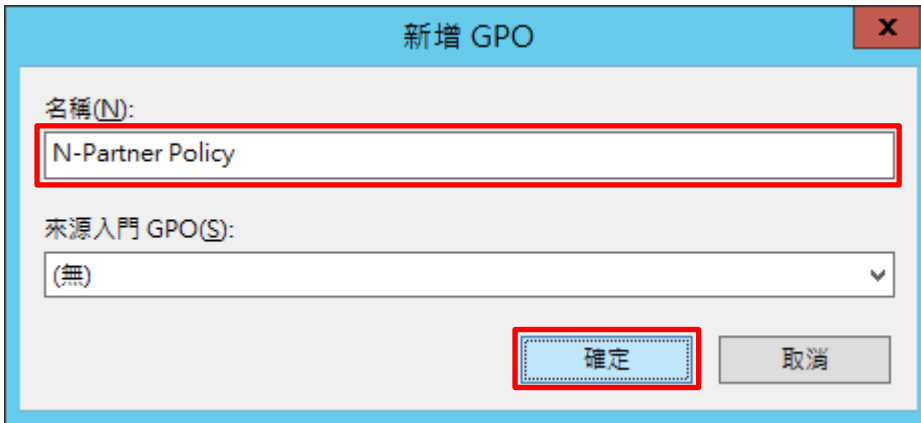 新增 GPO
x
名稱(N):
N-Partner Policy
來源入門 GPO(S):
(無)
確定
取消